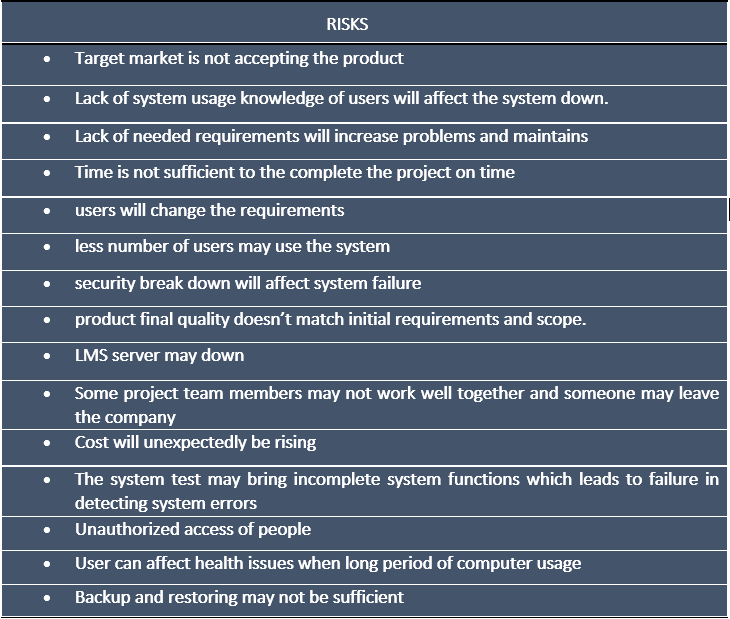 RISKS
• Target market is not accepting the product
• Lack of system usage knowledge of users will affect the system down.
• Lack of needed requirements will increase problems and maintains
• Time is not sufficient to the complete the project on time
• users will change the requirements
• less number of users may use the system
• security break down will affect system failure
• product final quality doesn’t match initial requirements and scope.
• LMS server may down
• Some project team members may not work well together and someone may leave
the company
• Cost will unexpectedly be rising
• The system test may bring incomplete system functions which leads to failure in
detecting system errors
• Unauthorized access of people
• User can affect health issues when long period of computer usage
• Backup and restoring may not be sufficient